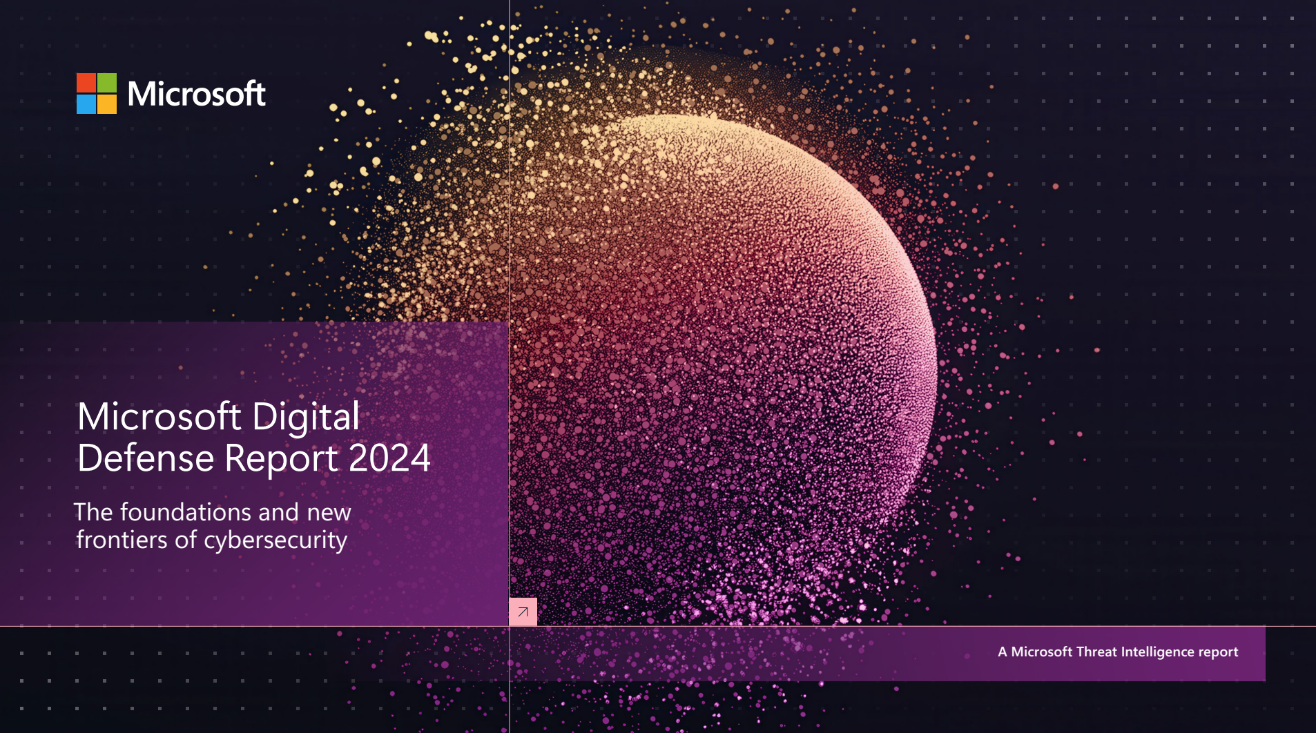 Microsoft
Microsoft Digital
Defense Report 2024
The foundations and new
frontiers of cybersecurity
A Microsoft Threat Intelligence report